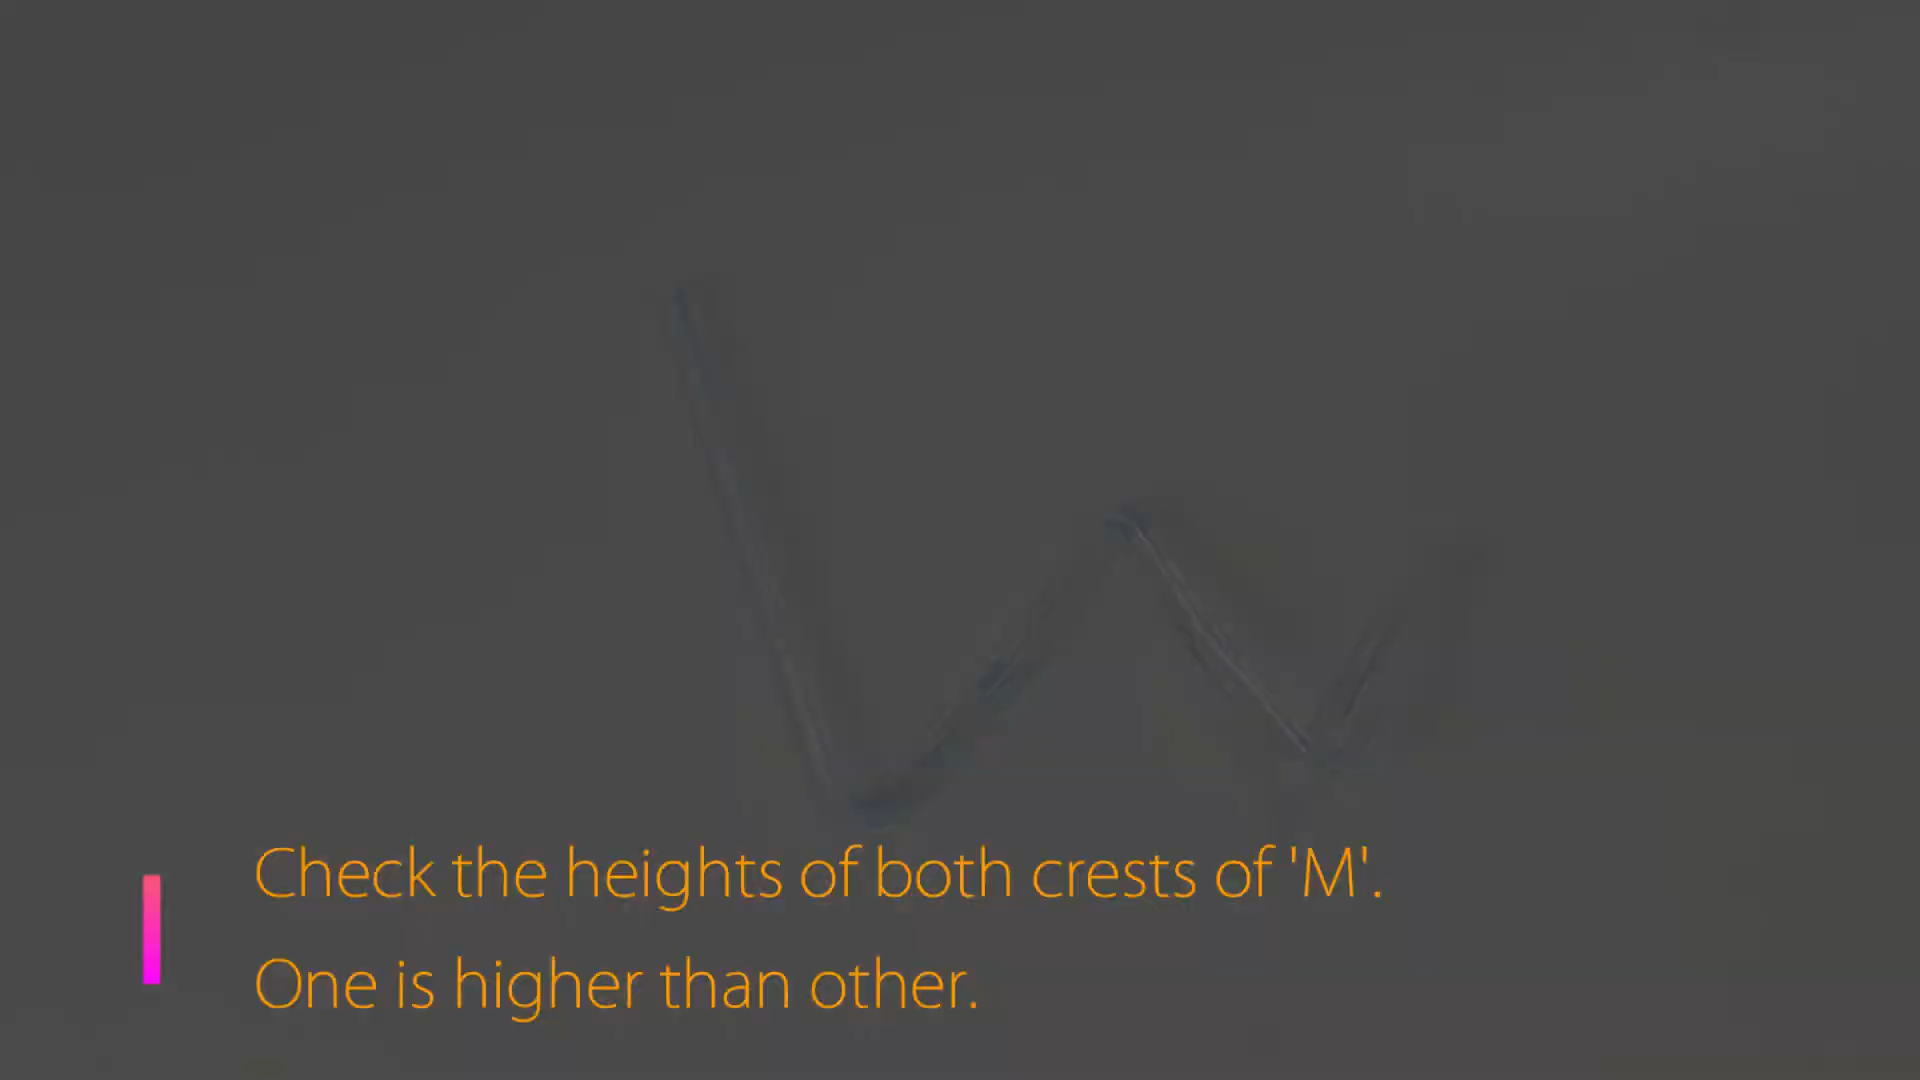 Check the heights of both crests of 'M'.
One is higher than other.